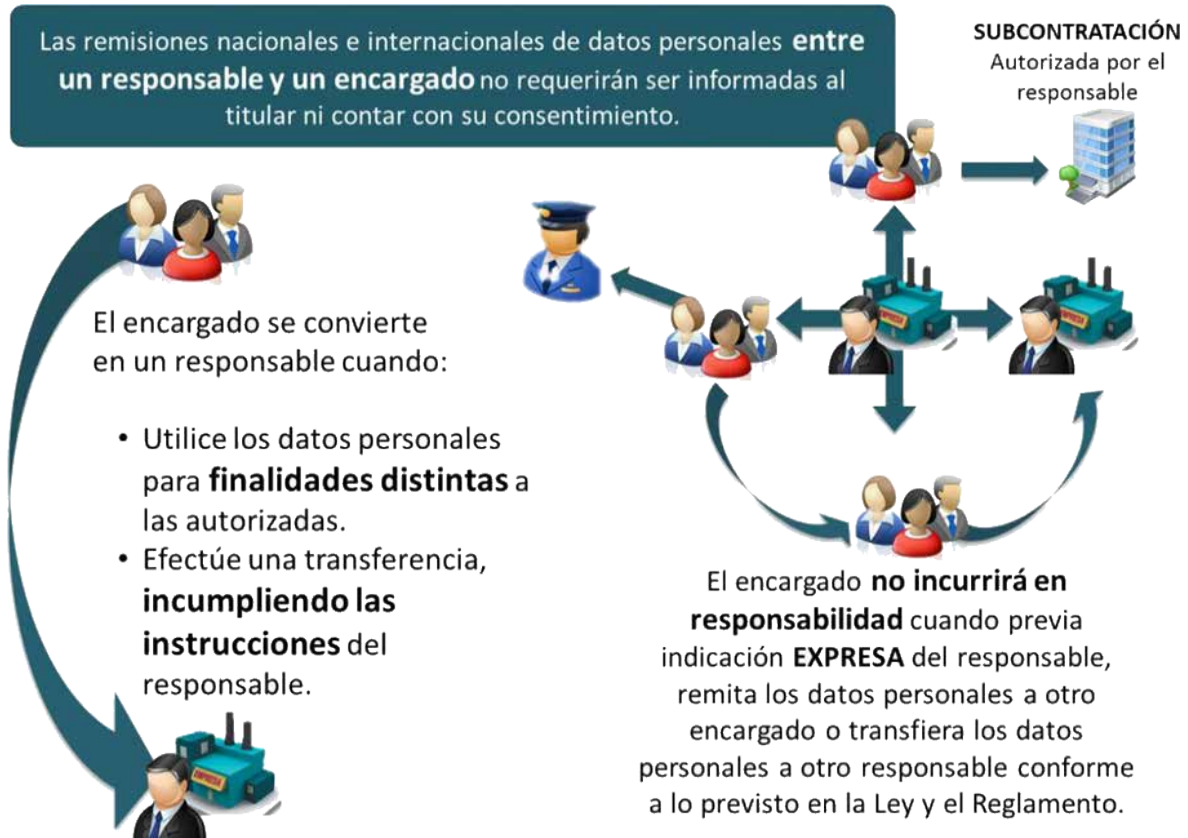 Las remisiones nacionales e internacionales de datos personales entre
un responsable y un encargado no requerirán ser informadas al
titular ni contar con su consentimiento.
SUBCONTRATACIÓN
Autorizada por el
responsable
El encargado se convierte
en un responsable cuando:
• Utilice los datos personales
para finalidades distintas a
las autorizadas.
• Efectúe una transferencia,
incumpliendo las
instrucciones del
responsable.
EMPRESA
EMPRESA
EMPRESA
El encargado no incurrirá en
responsabilidad cuando previa
indicación EXPRESA del responsable,
remita los datos personales a otro
encargado o transfiera los datos
personales a otro responsable conforme
a lo previsto en la Ley y el Reglamento.